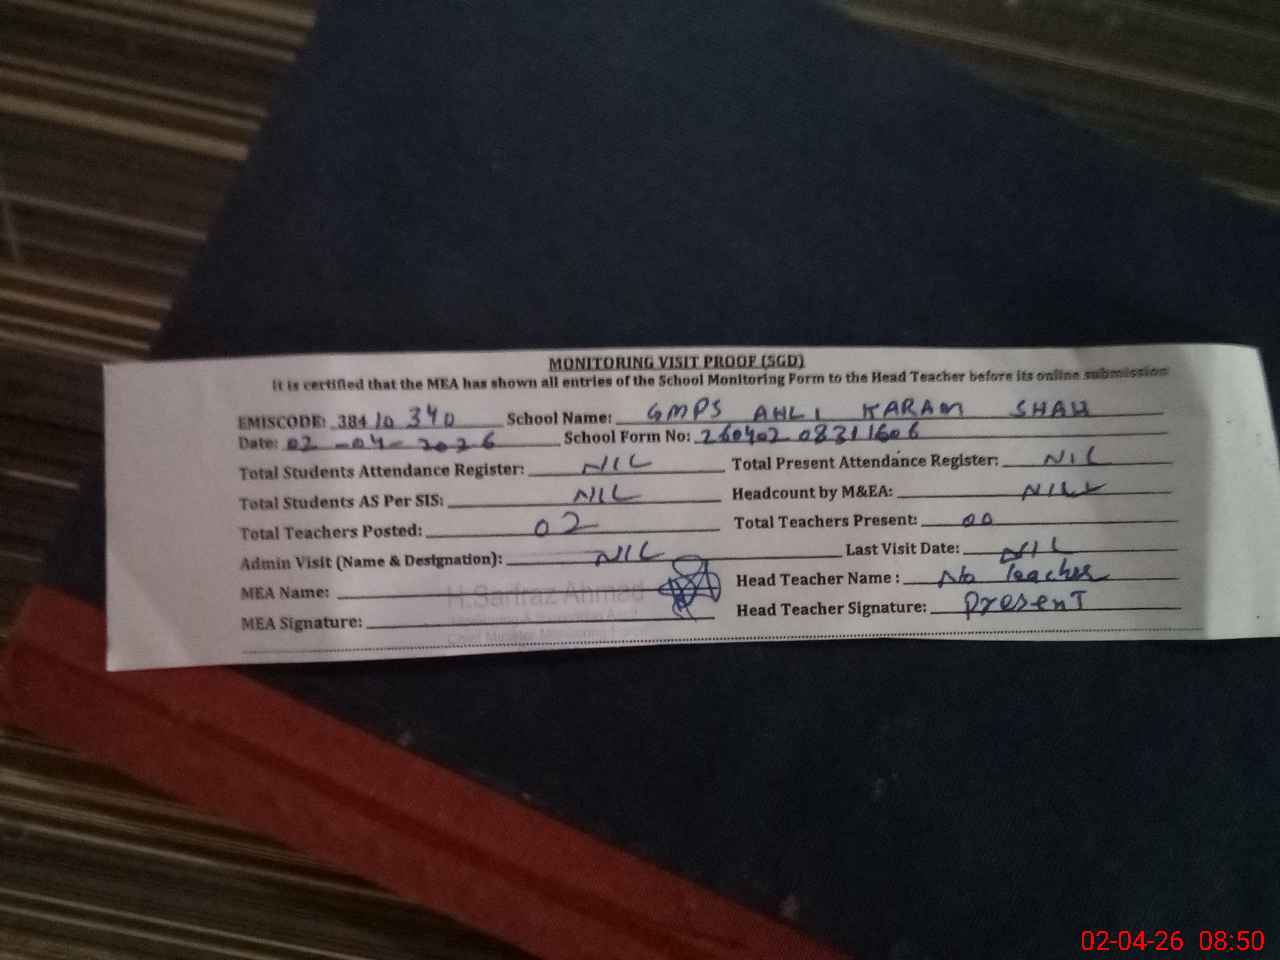 MONITORING VISIT PROOF (SGD)
It is certified that the MEA has shown all entries of the School Monitoring Form to the Head Teacher before its online submission
EMISCODE: 384 10 340 School Name: GMPS AHLI KARAM SHAH
Date: 02-04-2026 School Form No: 260402 08311606
Total Students Attendance Register: NIL Total Present Attendance Register: NIL
Total Students AS Per SIS: NIL Headcount by M&EA: NIL
Total Teachers Posted: 02 Total Teachers Present: 00
Admin Visit (Name & Designation): NIL Last Visit Date: NIL
MEA Name: H.Sarfraz Ahmad Head Teacher Name : No Teacher
MEA Signature: Head Teacher Signature: Present
02-04-26 08:50